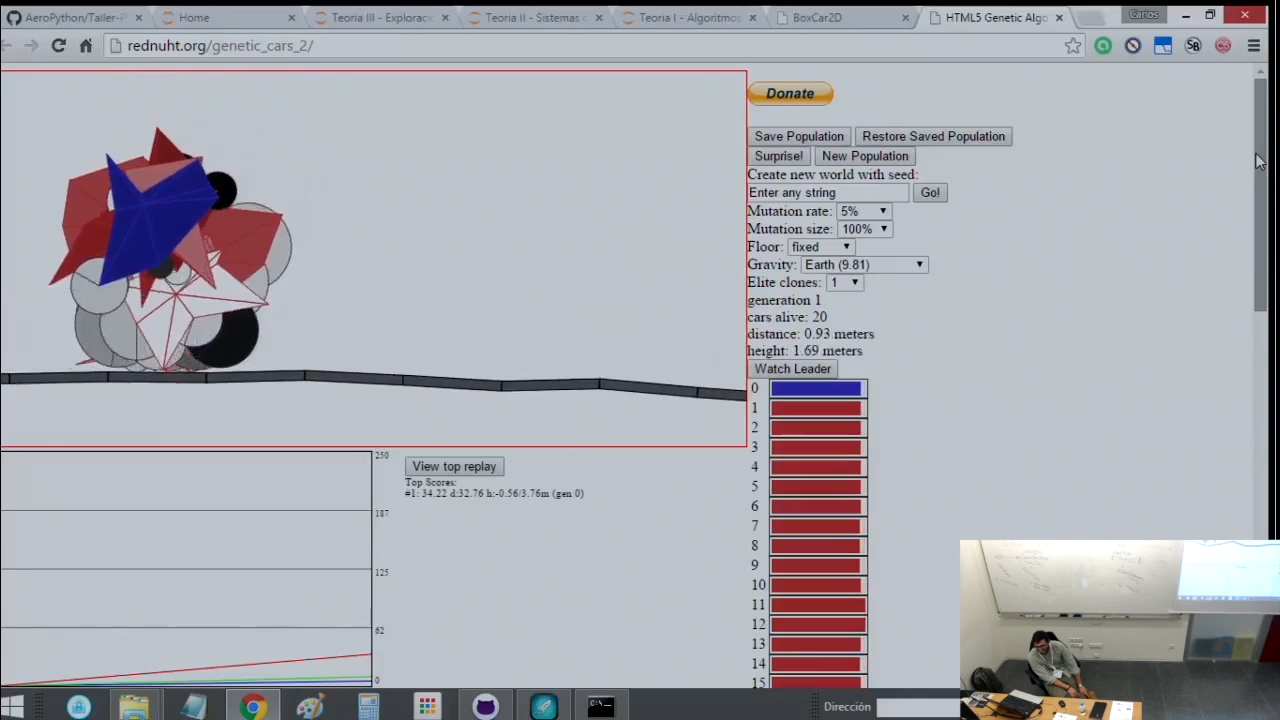 AeroPython/Taller-P
Home
Teoria III - Exploració
Teoria II - Sistemas
Teoria I - Algoritmos
BoxCar2D
HTML5 Genetic Algo
Carlos
rednuht.org/genetic_cars_2/
Donate
Save Population Restore Saved Population
Surprise! New Population
Create new world with seed:
Enter any string Go!
Mutation rate: 5%
Mutation size: 100%
Floor: fixed
Gravity: Earth (9.81)
Elite clones: 1
generation 1
cars alive: 20
distance: 0.93 meters
height: 1.69 meters
Watch Leader
0
1
2
3
4
5
6
7
8
9
10
11
12
13
14
15
250
187
125
62
0
View top replay
Top Scores:
#1: 34.22 d:32.76 h:-0.56/3.76m (gen 0)
Dirección